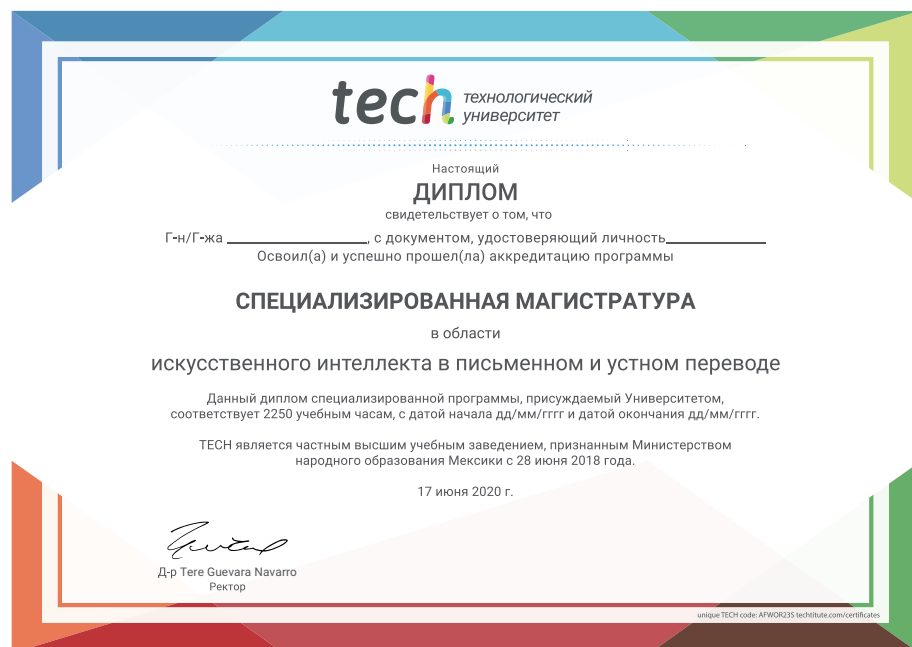 tech технологический университет
Настоящий
ДИПЛОМ
свидетельствует о том, что
Г-н/Г-жа ____________________, с документом, удостоверяющий личность______________
Освоил(а) и успешно прошел(ла) аккредитацию программы
СПЕЦИАЛИЗИРОВАННАЯ МАГИСТРАТУРА
в области
искусственного интеллекта в письменном и устном переводе
Данный диплом специализированной программы, присуждаемый Университетом,
соответствует 2250 учебным часам, с датой начала дд/мм/гггг и датой окончания дд/мм/гггг.
TECH является частным высшим учебным заведением, признанным Министерством
народного образования Мексики с 28 июня 2018 года.
17 июня 2020 г.
Д-р Tere Guevara Navarro
Ректор
unique TECH code: AFWOR23S techtitute.com/certificates